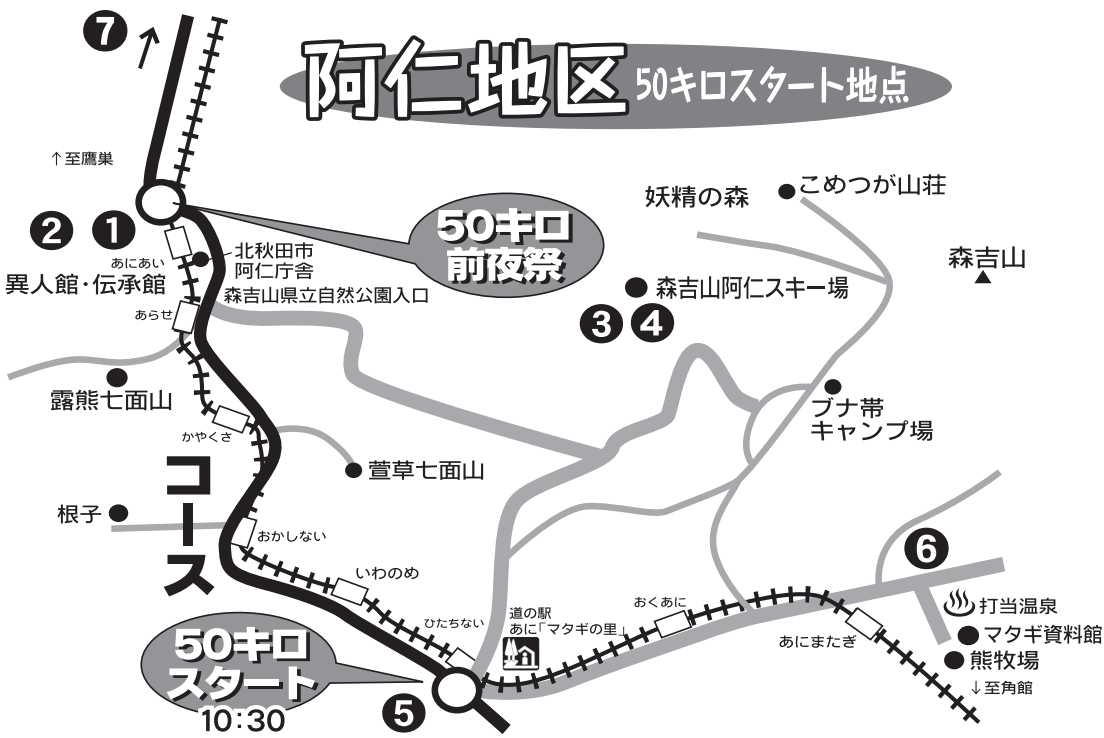 ❼
阿仁地区 50キロスタート地点
↑至鷹巣
こめつが山荘
妖精の森
❷ ❶
50キロ
前夜祭
北秋田市
阿仁庁舎
森吉山
▲
あにあい
異人館・伝承館
森吉山県立自然公園入口
森吉山阿仁スキー場
❸ ❹
あらせ
露熊七面山
ブナ帯
キャンプ場
かやくさ
萱草七面山
コース
根子
おかしない
❻
いわのめ
打当温泉
おくあに
道の駅
あに「マタギの里」
ひたちない
あにまたぎ
マタギ資料館
熊牧場
↓至角館
50キロ
スタート
10:30
❺